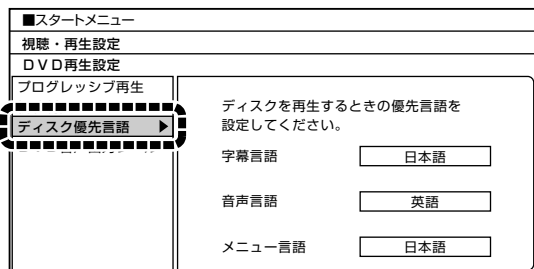 ■スタートメニュー
視聴・再生設定
DVD再生設定
プログレッシブ再生
ディスク優先言語 ▶
ディスクを再生するときの優先言語を
設定してください。
字幕言語 日本語
音声言語 英語
メニュー言語 日本語